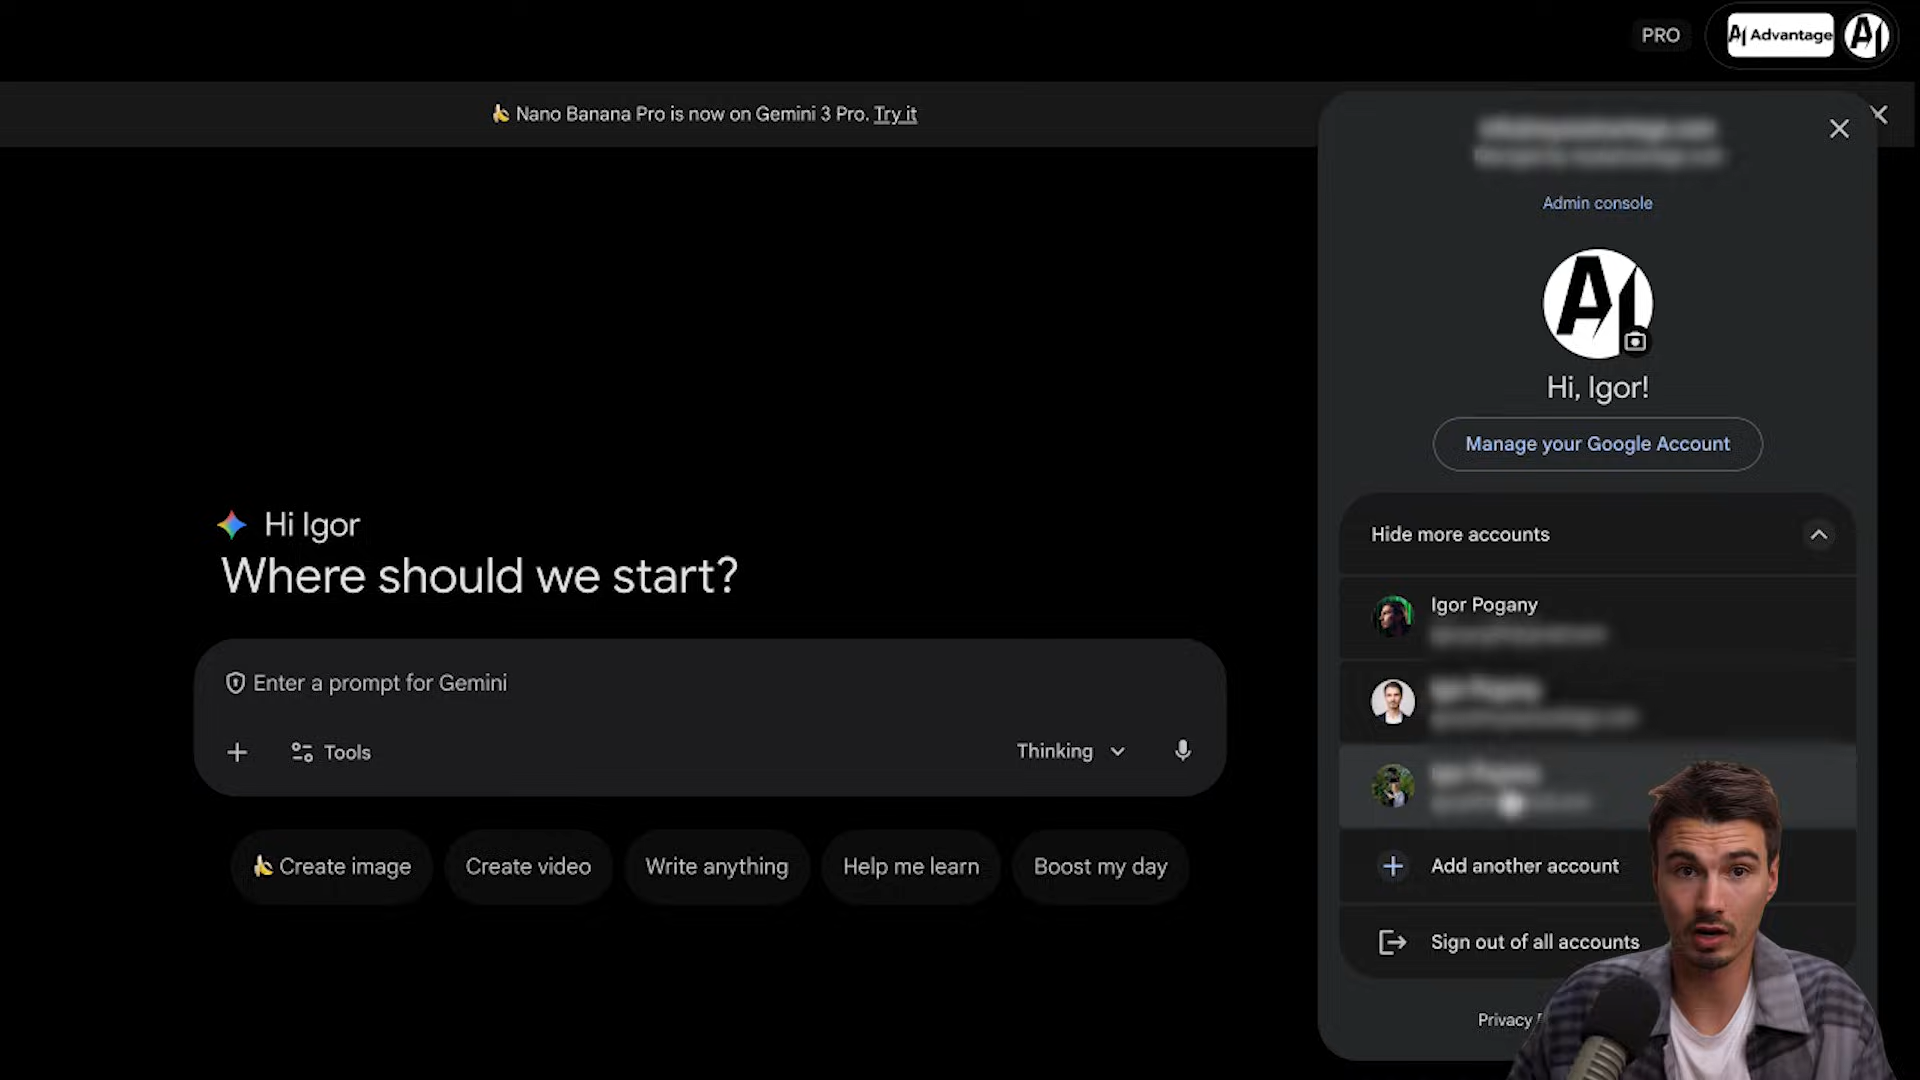 PRO
AI Advantage
AI
Nano Banana Pro is now on Gemini 3 Pro. Try it
Admin console
AI
Hi, Igor!
Manage your Google Account
Hide more accounts
Igor Pogany
Hi Igor
Where should we start?
Enter a prompt for Gemini
Tools
Thinking
Create image
Create video
Write anything
Help me learn
Boost my day
Add another account
Sign out of all accounts
Privacy